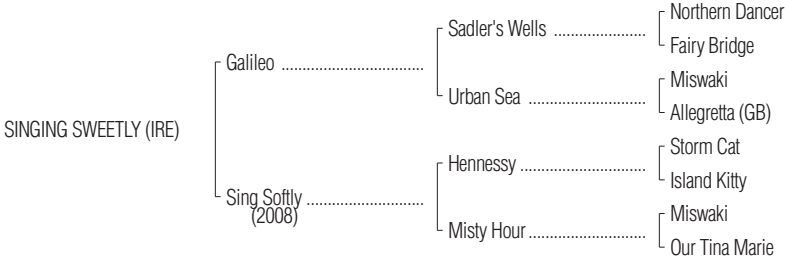 SINGING SWEETLY (IRE)
Galileo ..................................
Sing Softly ............................
(2008)
Sadler's Wells ......................
Urban Sea ............................
Hennessy ..............................
Misty Hour............................
Northern Dancer
Fairy Bridge
Miswaki
Allegretta (GB)
Storm Cat
Island Kitty
Miswaki
Our Tina Marie